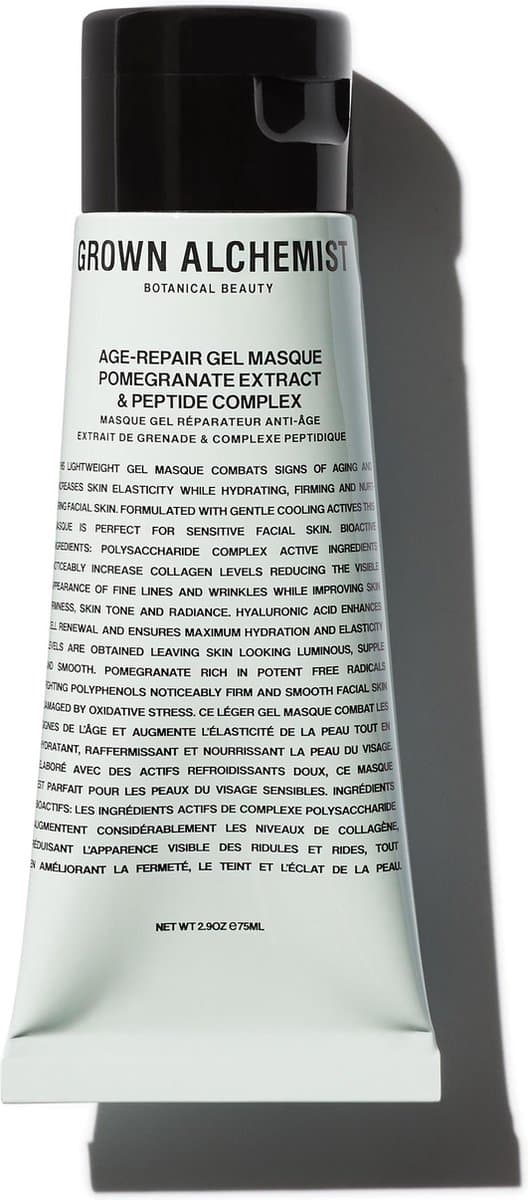 GROWN ALCHEMIST
BOTANICAL BEAUTY
AGE-REPAIR GEL MASQUE
POMEGRANATE EXTRACT
& PEPTIDE COMPLEX
MASQUE GEL RÉPARATEUR ANTI-ÂGE
EXTRAIT DE GRENADE & COMPLEXE PEPTIDIQUE
LIGHTWEIGHT GEL MASQUE COMBATS SIGNS OF AGING AND
SKIN ELASTICITY WHILE HYDRATING, FIRMING AND
FACIAL SKIN. FORMULATED WITH GENTLE COOLING ACTIVES THIS
IS PERFECT FOR SENSITIVE FACIAL SKIN. BIOACTIVE
POLYSACCHARIDE COMPLEX ACTIVE INGREDIENTS
INCREASE COLLAGEN LEVELS REDUCING THE VISIBLE
OF FINE LINES AND WRINKLES WHILE IMPROVING SKIN
SKIN TONE AND RADIANCE. HYALURONIC ACID ENHANCES
RENEWAL AND ENSURES MAXIMUM HYDRATION AND ELASTICITY
ARE OBTAINED LEAVING SKIN LOOKING LUMINOUS, SUPPLE
SMOOTH. POMEGRANATE RICH IN POTENT FREE RADICALS
POLYPHENOLS NOTICEABLY FIRM AND SMOOTH FACIAL SKIN
BY OXIDATIVE STRESS. CE LÉGER GEL MASQUE COMBAT LES
DE L'ÂGE ET AUGMENTE L'ÉLASTICITÉ DE LA PEAU TOUT EN
RAFFERMISSANT ET NOURRISSANT LA PEAU DU VISAGE.
AVEC DES ACTIFS REFROIDISSANTS DOUX, CE MASQUE
PARFAIT POUR LES PEAUX DU VISAGE SENSIBLES. INGRÉDIENTS
LES INGRÉDIENTS ACTIFS DE COMPLEXE POLYSACCHARIDE
CONSIDÉRABLEMENT LES NIVEAUX DE COLLAGÈNE,
L'APPARENCE VISIBLE DES RIDULES ET RIDES, TOUT
EN AMÉLIORANT LA FERMETÉ, LE TEINT ET L'ÉCLAT DE LA PEAU.
NET WT 2.9OZ ℮75ML